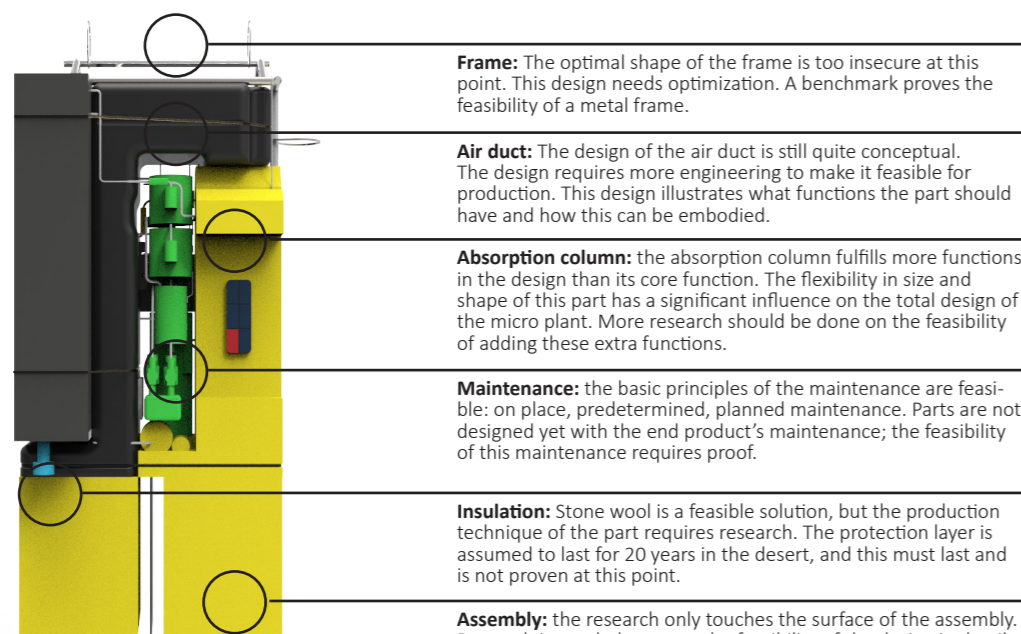 Frame: The optimal shape of the frame is too insecure at this
point. This design needs optimization. A benchmark proves the
feasibility of a metal frame.
Air duct: The design of the air duct is still quite conceptual.
The design requires more engineering to make it feasible for
production. This design illustrates what functions the part should
have and how this can be embodied.
Absorption column: the absorption column fulfills more functions
in the design than its core function. The flexibility in size and
shape of this part has a significant influence on the total design of
the micro plant. More research should be done on the feasibility
of adding these extra functions.
Maintenance: the basic principles of the maintenance are feasi-
ble: on place, predetermined, planned maintenance. Parts are not
designed yet with the end product's maintenance; the feasibility
of this maintenance requires proof.
Insulation: Stone wool is a feasible solution, but the production
technique of the part requires research. The protection layer is
assumed to last for 20 years in the desert, and this must last and
is not proven at this point.
Assembly: the research only touches the surface of the assembly.